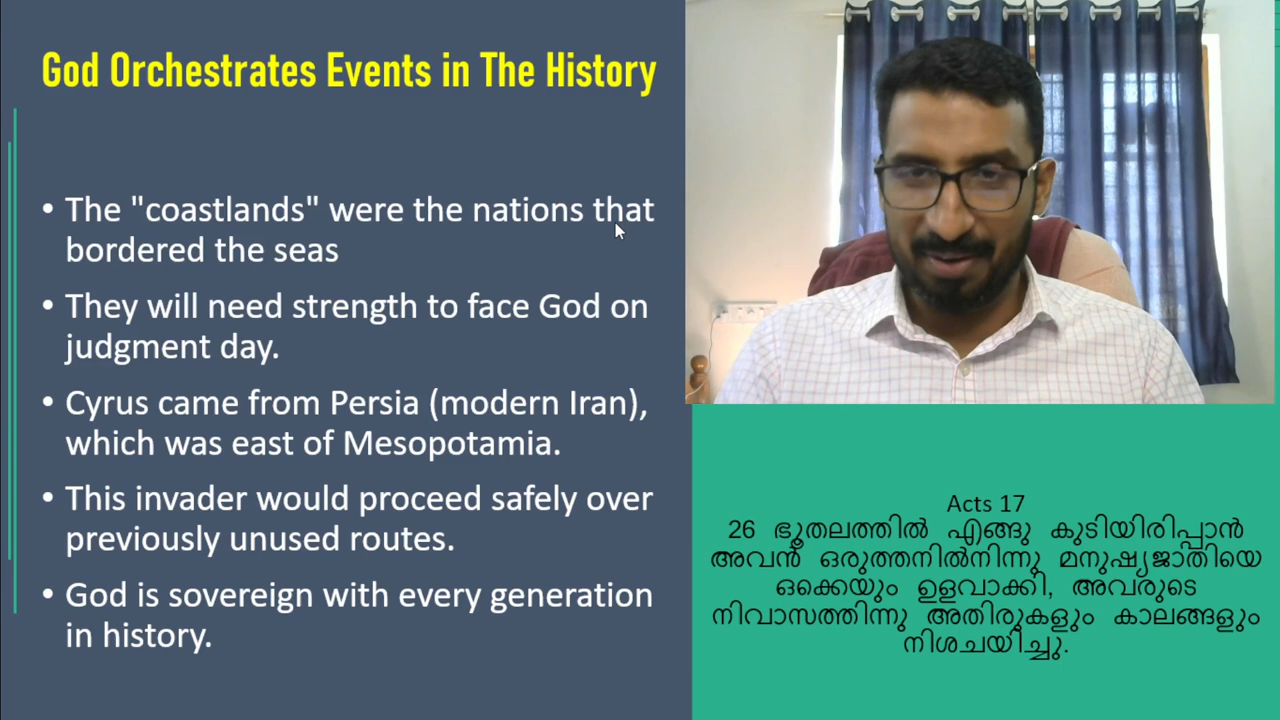 God Orchestrates Events in The History
• The "coastlands" were the nations that
bordered the seas
• They will need strength to face God on
judgment day.
• Cyrus came from Persia (modern Iran),
which was east of Mesopotamia.
• This invader would proceed safely over
previously unused routes.
• God is sovereign with every generation
in history.
Acts 17
26 ഭൂതലത്തിൽ എങ്ങു കുടിയിരിപ്പാൻ
അവൻ ഒരുത്തനിൽനിന്നു മനുഷ്യജാതിയെ
ഒക്കെയും ഉളവാക്കി, അവരുടെ
നിവാസത്തിന്നു അതിരുകളും കാലങ്ങളും
നിശചയിച്ചു.